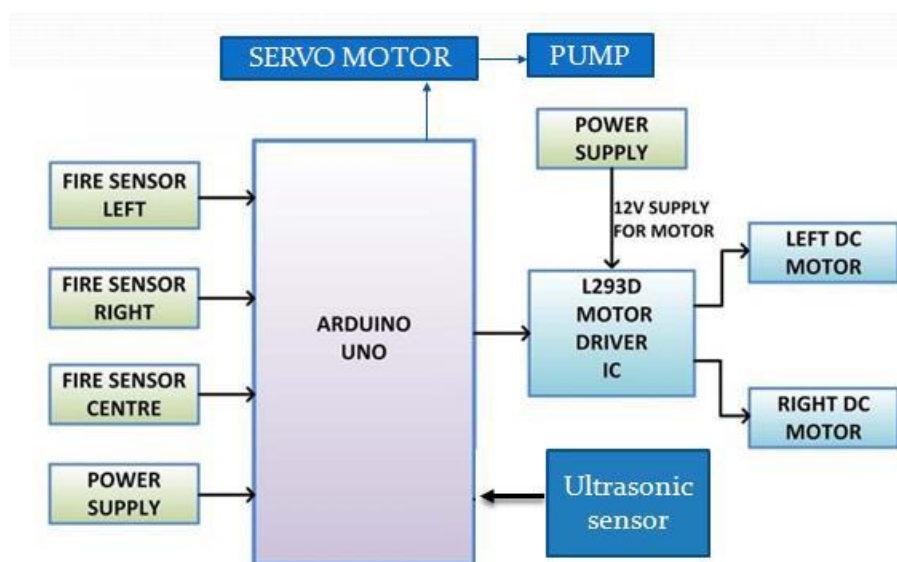 SERVO MOTOR
PUMP
POWER
SUPPLY
FIRE SENSOR
LEFT
12V SUPPLY
FOR MOTOR
LEFT DC
MOTOR
FIRE SENSOR
RIGHT
ARDUINO
UNO
L293D
MOTOR
DRIVER
IC
FIRE SENSOR
CENTRE
RIGHT DC
MOTOR
POWER
SUPPLY
Ultrasonic
sensor